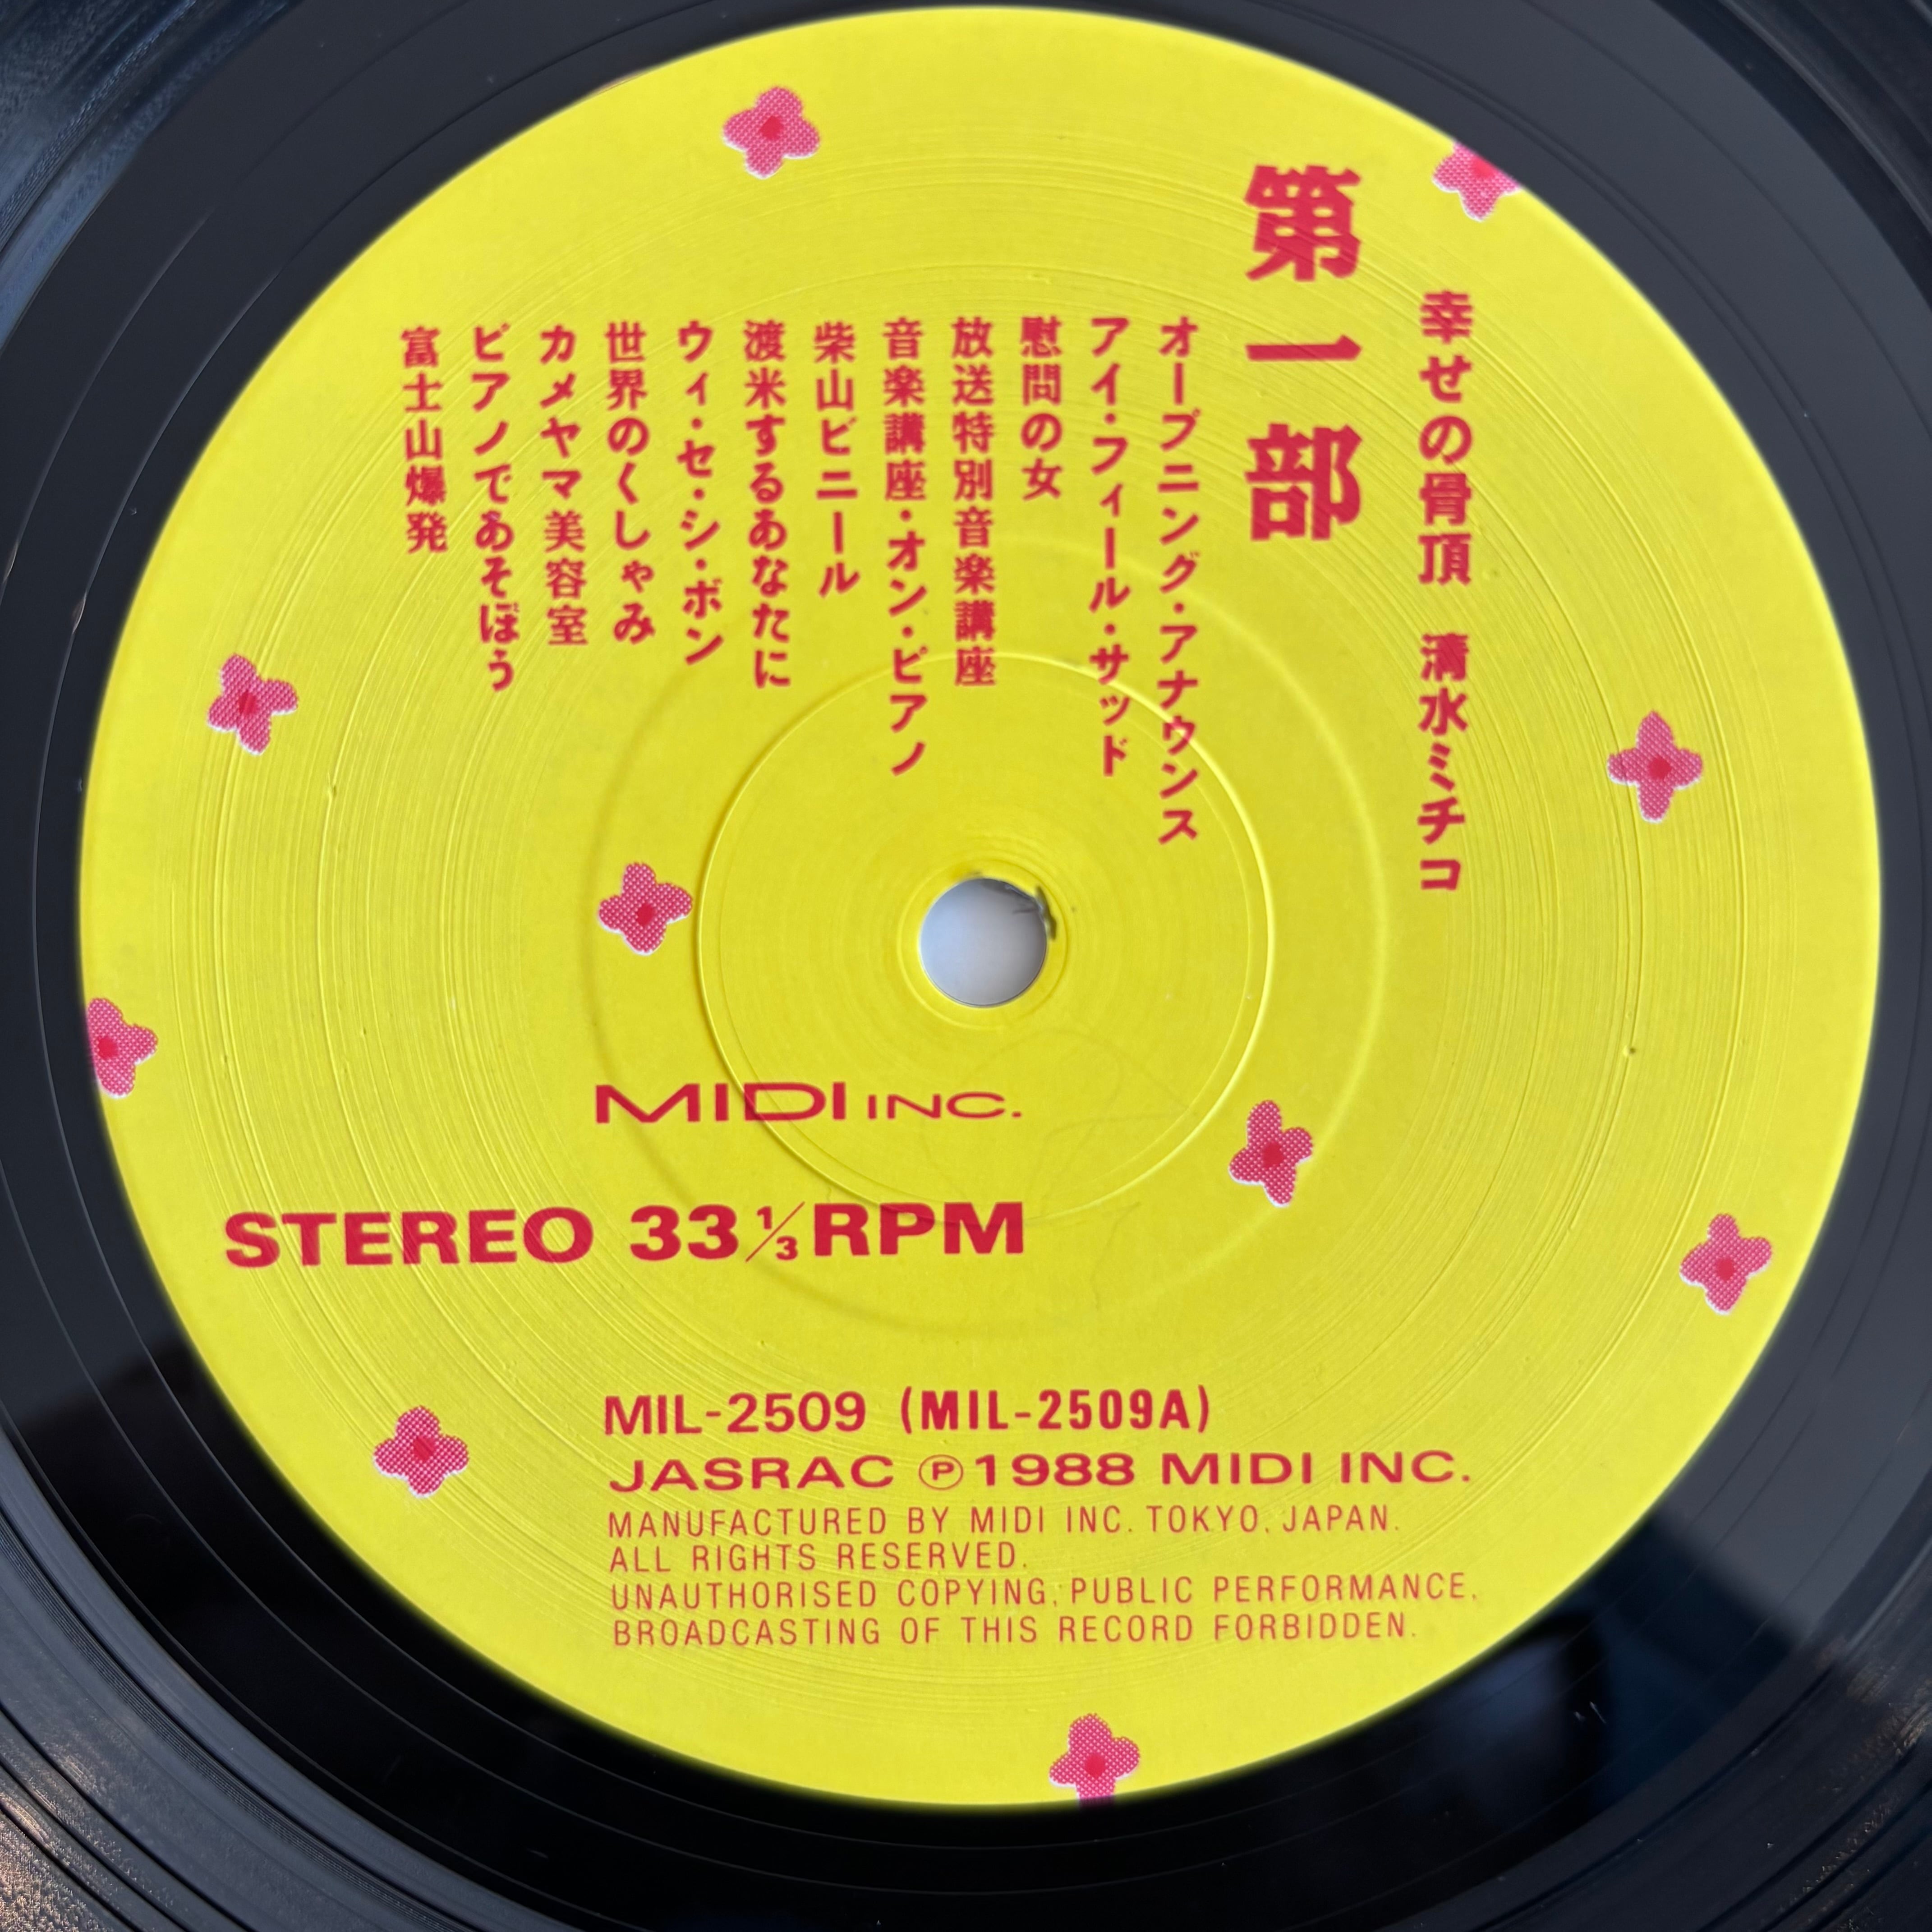 幸せの骨頂 清水ミチコ
第一部
オープニング・アナウンス
アイ・フィール・サッド
慰問の女
放送特別音楽講座
音楽講座・オン・ピアノ
柴山ビニール
渡米するあなたに
ウィ・セ・シ・ボン
世界のくしゃみ
カメヤマ美容室
ピアノであそぼう
富士山爆発
MIDI INC.
STEREO 33 1/3 RPM
MIL-2509 (MIL-2509A)
JASRAC Ⓟ1988 MIDI INC.
MANUFACTURED BY MIDI INC. TOKYO, JAPAN.
ALL RIGHTS RESERVED.
UNAUTHORISED COPYING, PUBLIC PERFORMANCE,
BROADCASTING OF THIS RECORD FORBIDDEN.